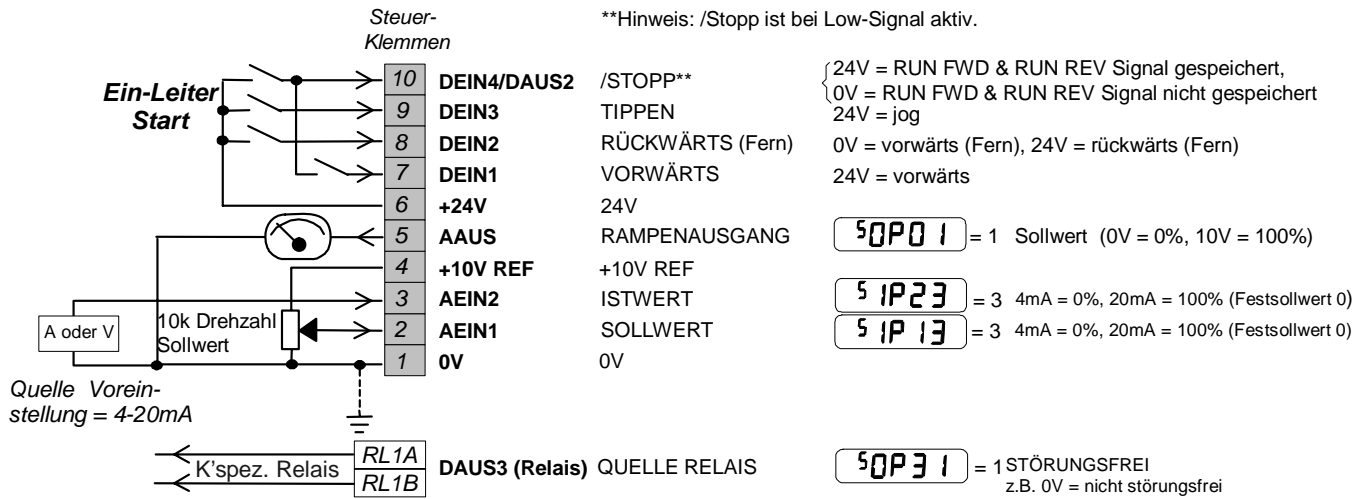 Steuer-
Klemmen
**Hinweis: /Stopp ist bei Low-Signal aktiv.
Ein-Leiter
Start
10 DEIN4/DAUS2 /STOPP** 24V = RUN FWD & RUN REV Signal gespeichert,
0V = RUN FWD & RUN REV Signal nicht gespeichert
9 DEIN3 TIPPEN 24V = jog
8 DEIN2 RÜCKWÄRTS (Fern) 0V = vorwärts (Fern), 24V = rückwärts (Fern)
7 DEIN1 VORWÄRTS 24V = vorwärts
6 +24V 24V
5 AAUS RAMPENAUSGANG SOP01 = 1 Sollwert (0V = 0%, 10V = 100%)
4 +10V REF +10V REF
3 AEIN2 ISTWERT SIP23 = 3 4mA = 0%, 20mA = 100% (Festsollwert 0)
A oder V
10k Drehzahl
Sollwert
2 AEIN1 SOLLWERT SIP13 = 3 4mA = 0%, 20mA = 100% (Festsollwert 0)
1 0V 0V
Quelle Vorein-
stellung = 4-20mA
K'spez. Relais
RL1A
RL1B
DAUS3 (Relais) QUELLE RELAIS SOP31 = 1 STÖRUNGSFREI
z.B. 0V = nicht störungsfrei